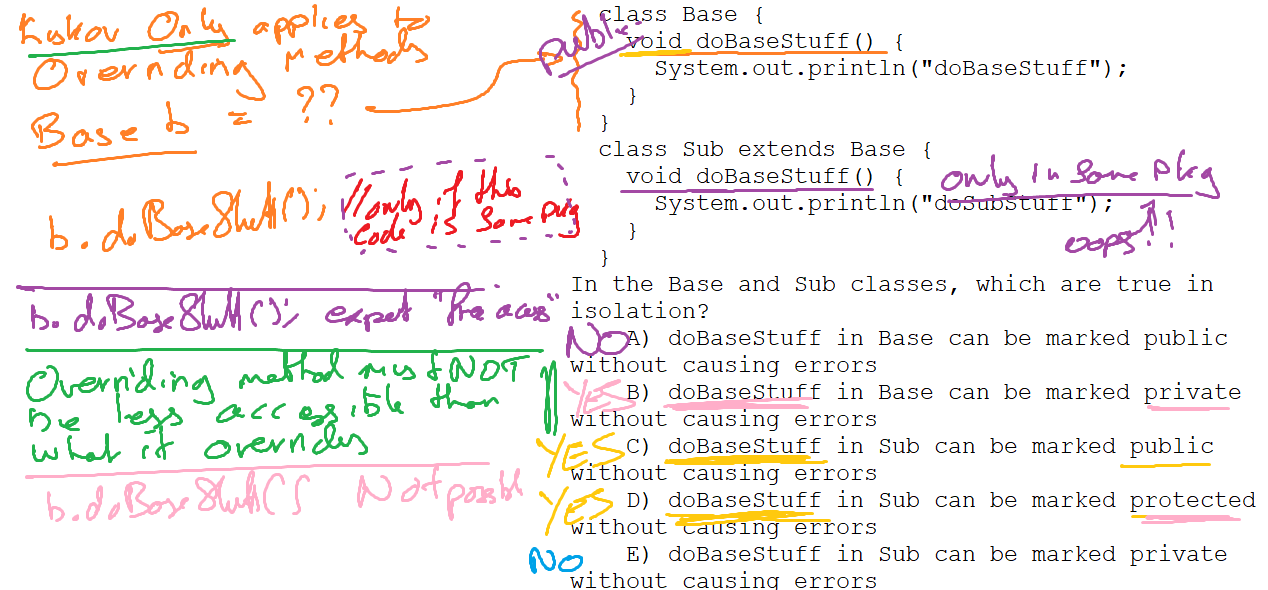 Only applies to
Overriding methods
Base b = ??
b.doBaseStuff();
//only if this
code is same pkg
b.doBaseStuff(); expect "free access"
Overriding method must NOT
be less accessible than
what it overrides
b.doBaseStuff() Not possible
public
class Base {
void doBaseStuff() {
System.out.println("doBaseStuff");
}
}
class Sub extends Base {
void doBaseStuff() {
only in same pkg
System.out.println("doSubStuff");
oops!!
}
}
In the Base and Sub classes, which are true in
isolation?
NO A) doBaseStuff in Base can be marked public
without causing errors
YES B) doBaseStuff in Base can be marked private
without causing errors
YES C) doBaseStuff in Sub can be marked public
without causing errors
YES D) doBaseStuff in Sub can be marked protected
without causing errors
NO E) doBaseStuff in Sub can be marked private
without causing errors